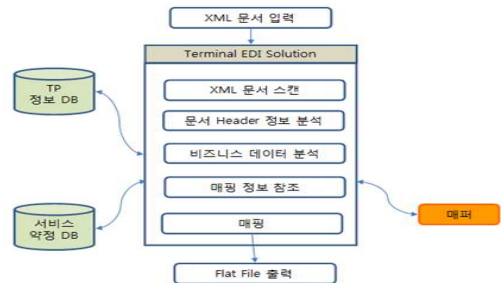 XML 문서 입력
Terminal EDI Solution
TP
정보 DB
XML 문서 스캔
문서 Header 정보 분석
비즈니스 데이터 분석
매핑 정보 참조
서비스
약정 DB
매핑
매퍼
Flat File 출력